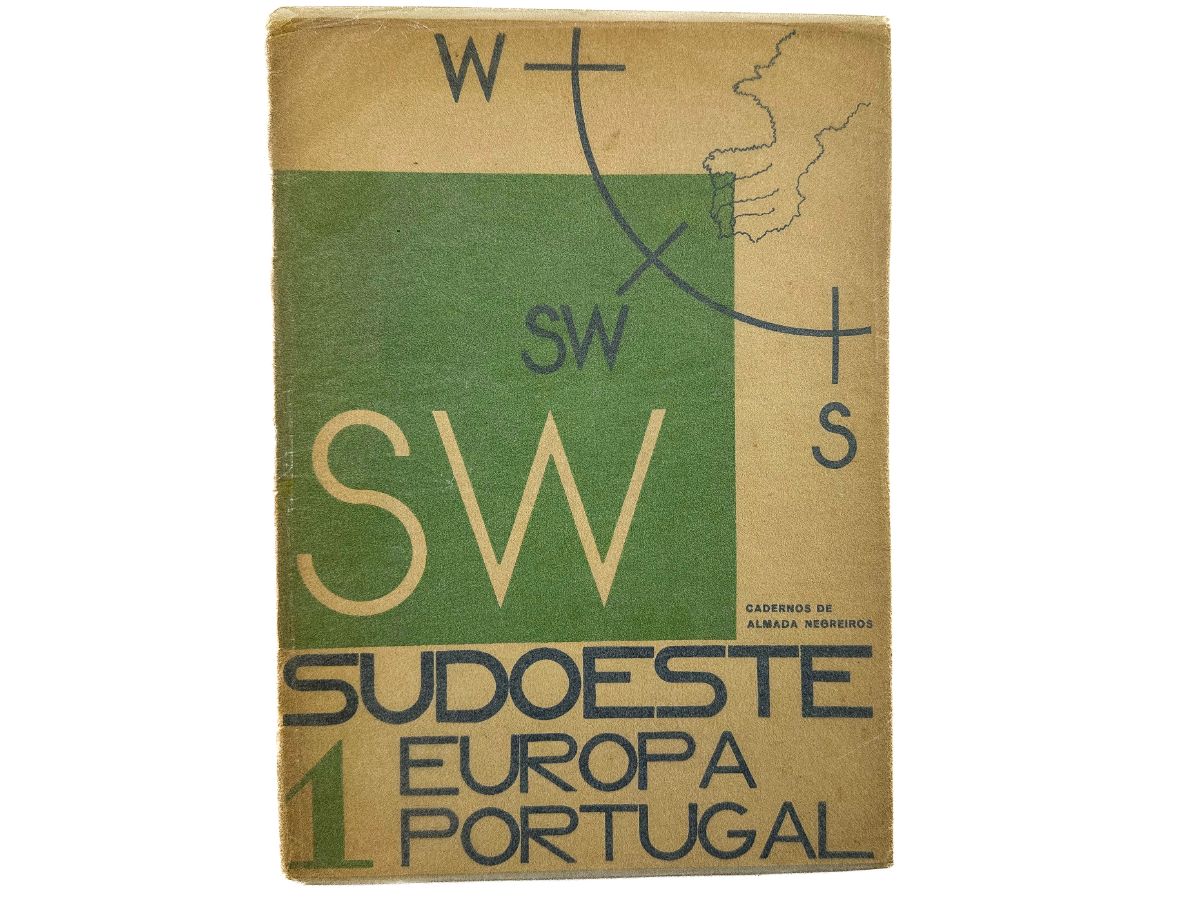 W
SW
S
SW
CADERNOS DE
ALMADA NEGREIROS
SUDOESTE
1 EUROPA
PORTUGAL